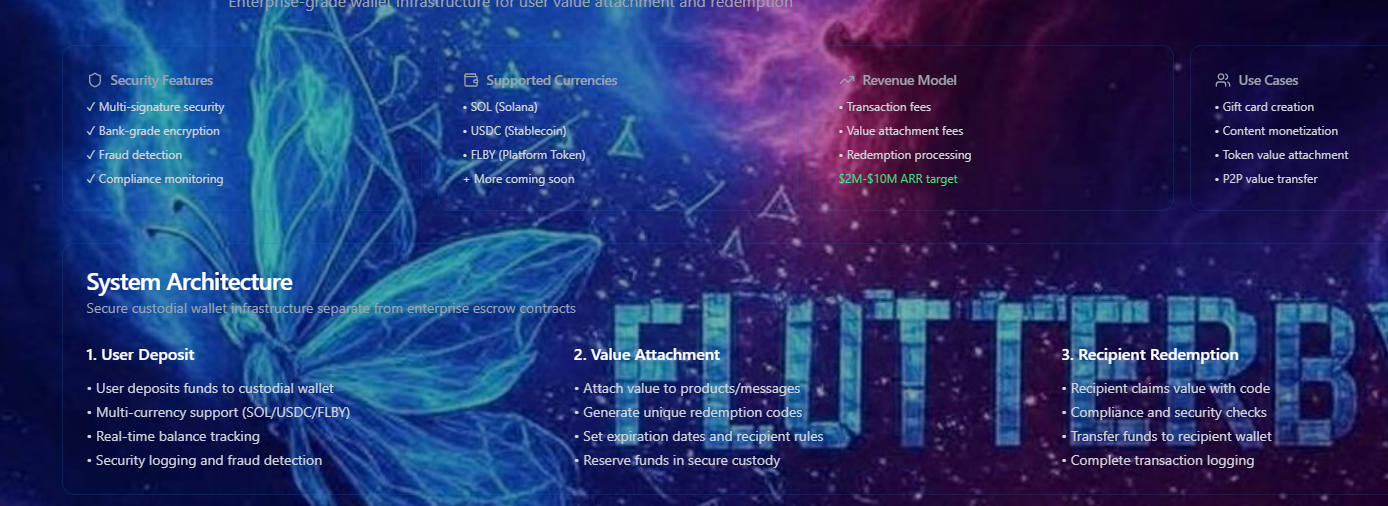 Enterprise-grade wallet infrastructure for user value attachment and redemption
Security Features
✓ Multi-signature security
✓ Bank-grade encryption
✓ Fraud detection
✓ Compliance monitoring
Supported Currencies
• SOL (Solana)
• USDC (Stablecoin)
• FLBY (Platform Token)
+ More coming soon
Revenue Model
• Transaction fees
• Value attachment fees
• Redemption processing
$2M-$10M ARR target
Use Cases
• Gift card creation
• Content monetization
• Token value attachment
• P2P value transfer
System Architecture
Secure custodial wallet infrastructure separate from enterprise escrow contracts
1. User Deposit
• User deposits funds to custodial wallet
• Multi-currency support (SOL/USDC/FLBY)
• Real-time balance tracking
• Security logging and fraud detection
2. Value Attachment
• Attach value to products/messages
• Generate unique redemption codes
• Set expiration dates and recipient rules
• Reserve funds in secure custody
3. Recipient Redemption
• Recipient claims value with code
• Compliance and security checks
• Transfer funds to recipient wallet
• Complete transaction logging
FLUTTERBY